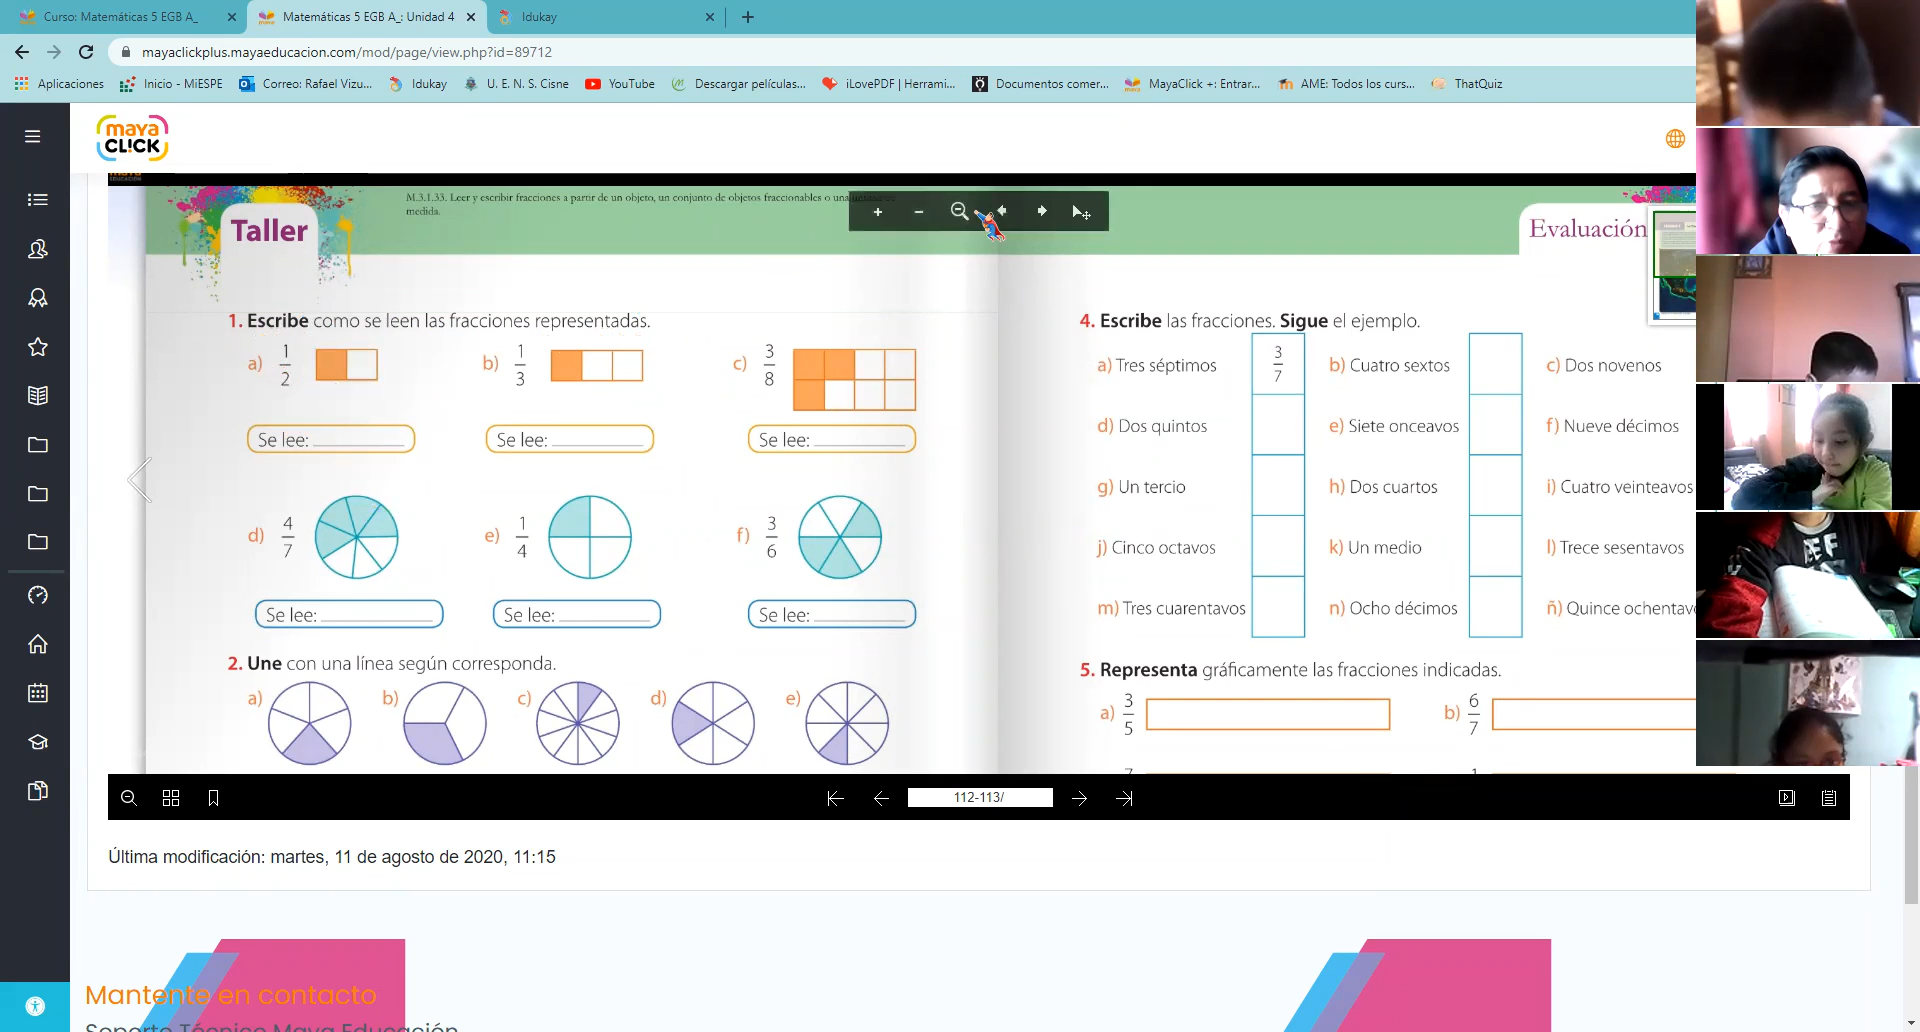 Curso: Matemáticas 5 EGB A_
Matemáticas 5 EGB A_: Unidad 4
Idukay
mayaclickplus.mayaeducacion.com/mod/page/view.php?id=89712
Aplicaciones
Inicio - MiESPE
Correo: Rafael Vizu...
Idukay
U. E. N. S. Cisne
YouTube
Descargar películas...
iLovePDF | Herrami...
Documentos comer...
MayaClick +: Entrar...
AME: Todos los curs...
ThatQuiz
maya
CLICK
M.3.1.33. Leer y escribir fracciones a partir de un objeto, un conjunto de objetos fraccionables o una
medida.
Taller
Evaluación
1. Escribe como se leen las fracciones representadas.
a) 1/2
b) 1/3
c) 3/8
Se lee: ________
Se lee: ________
Se lee: ________
d) 4/7
e) 1/4
f) 3/6
Se lee: ________
Se lee: ________
Se lee: ________
2. Une con una línea según corresponda.
a)
b)
c)
d)
e)
4. Escribe las fracciones. Sigue el ejemplo.
a) Tres séptimos
3/7
b) Cuatro sextos
c) Dos novenos
d) Dos quintos
e) Siete onceavos
f) Nueve décimos
g) Un tercio
h) Dos cuartos
i) Cuatro veinteavos
j) Cinco octavos
k) Un medio
l) Trece sesentavos
m) Tres cuarentavos
n) Ocho décimos
ñ) Quince ochentavo
5. Representa gráficamente las fracciones indicadas.
a) 3/5
b) 6/7
112-113/
Última modificación: martes, 11 de agosto de 2020, 11:15
Mantente en contacto
Soporte Técnico Maya Educación